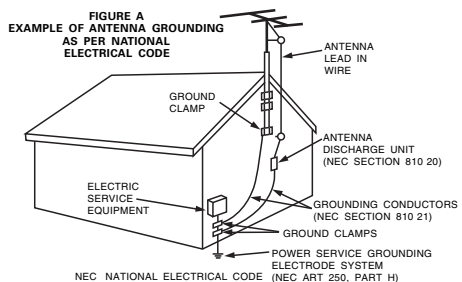 FIGURE A
EXAMPLE OF ANTENNA GROUNDING
AS PER NATIONAL
ELECTRICAL CODE
ANTENNA
LEAD IN
WIRE
GROUND
CLAMP
ANTENNA
DISCHARGE UNIT
(NEC SECTION 810 20)
ELECTRIC
SERVICE
EQUIPMENT
GROUNDING CONDUCTORS
(NEC SECTION 810 21)
GROUND CLAMPS
POWER SERVICE GROUNDING
ELECTRODE SYSTEM
(NEC ART 250, PART H)
NEC NATIONAL ELECTRICAL CODE